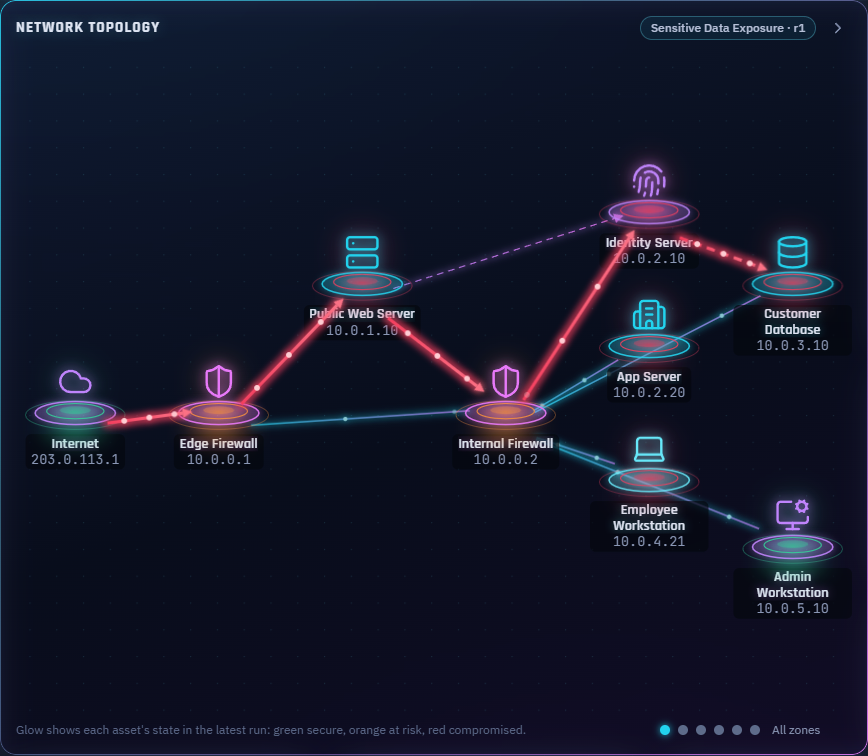 NETWORK TOPOLOGY
Sensitive Data Exposure · r1
Identity Server
10.0.2.10
Public Web Server
10.0.1.10
Customer
Database
10.0.3.10
App Server
10.0.2.20
Internet
203.0.113.1
Edge Firewall
10.0.0.1
Internal Firewall
10.0.0.2
Employee
Workstation
10.0.4.21
Admin
Workstation
10.0.5.10
Glow shows each asset's state in the latest run: green secure, orange at risk, red compromised.
All zones